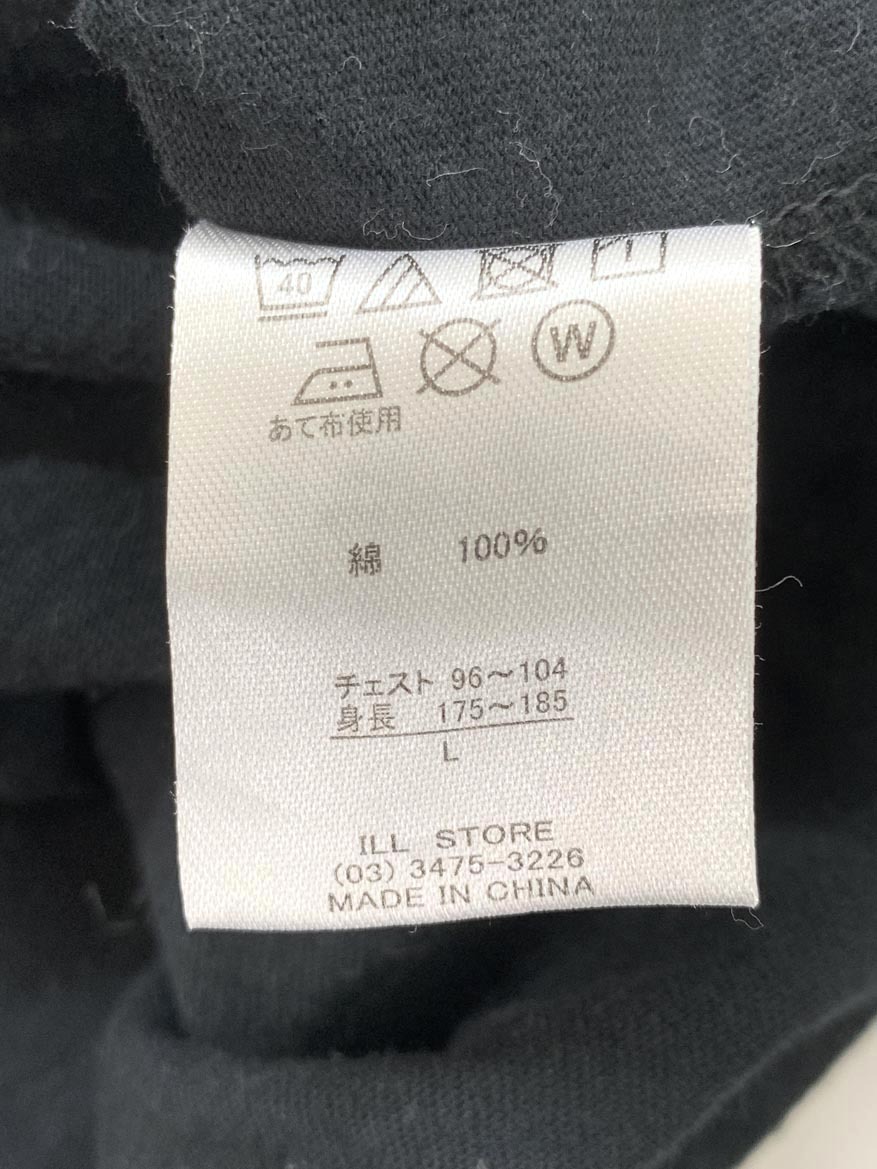 40
W
あて布使用
綿 100%
チェスト 96～104
身長 175～185
L
ILL STORE
(03) 3475-3226
MADE IN CHINA